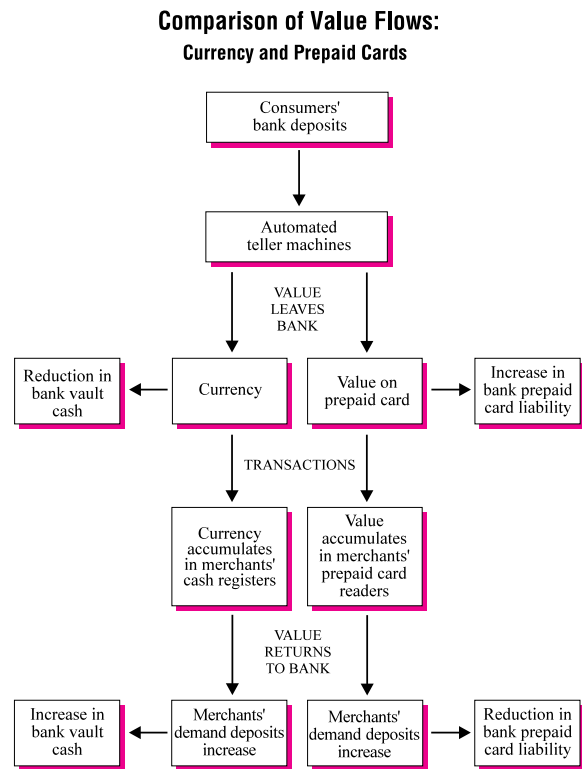 Comparison of Value Flows:
Currency and Prepaid Cards
Consumers'
bank deposits
Automated
teller machines
VALUE
LEAVES
BANK
Reduction in
bank vault
cash
Currency
Value on
prepaid card
Increase in
bank prepaid
card liability
TRANSACTIONS
Currency
accumulates
in merchants'
cash registers
Value
accumulates
in merchants'
prepaid card
readers
VALUE
RETURNS
TO BANK
Increase in
bank vault
cash
Merchants'
demand deposits
increase
Merchants'
demand deposits
increase
Reduction in
bank prepaid
card liability